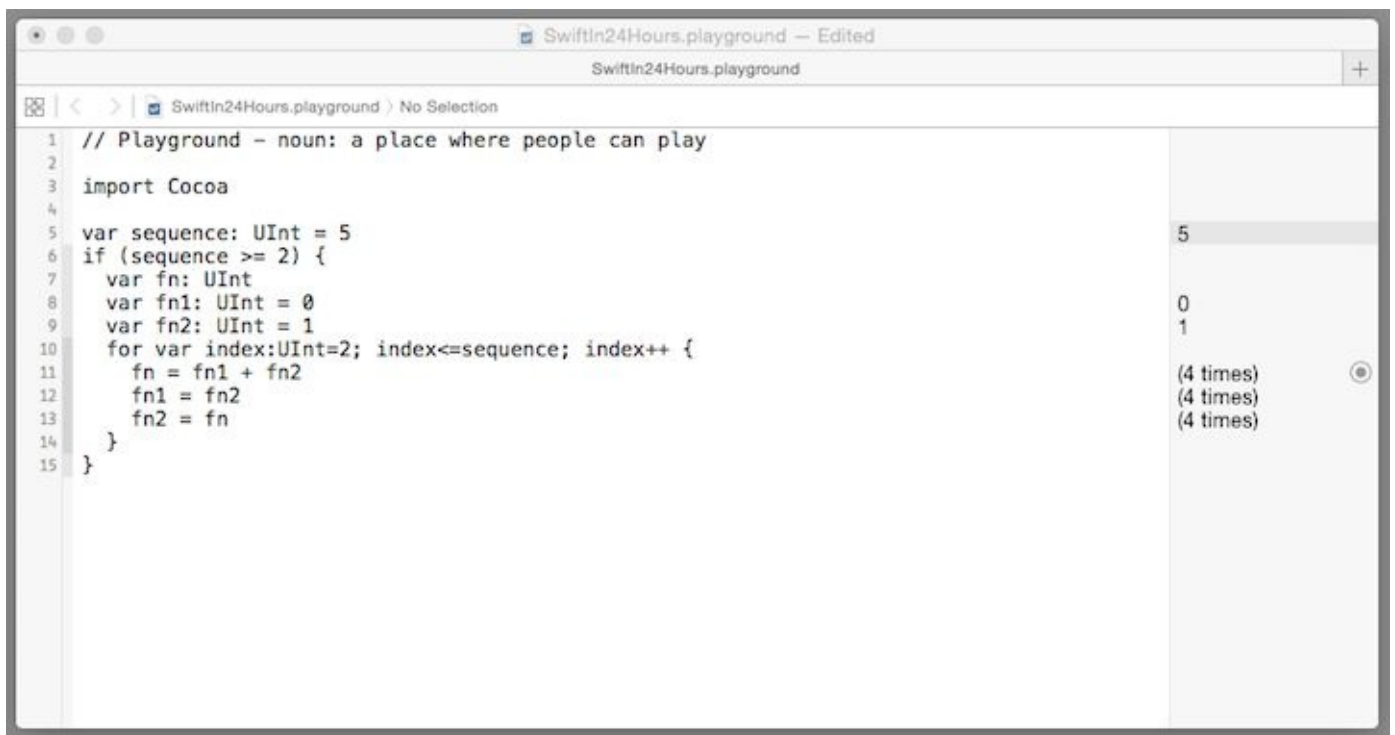 SwiftIn24Hours.playground — Edited
SwiftIn24Hours.playground
+
SwiftIn24Hours.playground 〉 No Selection
1 // Playground – noun: a place where people can play
2
3 import Cocoa
4
5 var sequence: UInt = 5 5
6 if (sequence >= 2) {
7 var fn: UInt
8 var fn1: UInt = 0 0
9 var fn2: UInt = 1 1
10 for var index:UInt=2; index<=sequence; index++ {
11 fn = fn1 + fn2 (4 times)
12 fn1 = fn2 (4 times)
13 fn2 = fn (4 times)
14 }
15 }